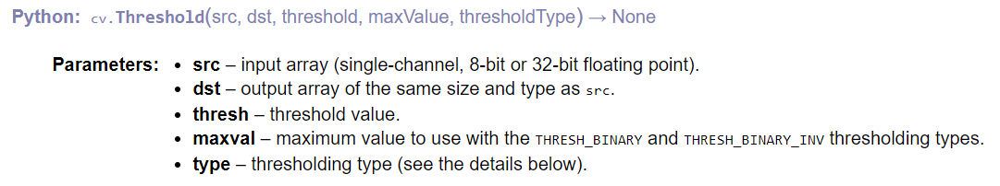 Python: cv.Threshold(src, dst, threshold, maxValue, thresholdType) → None
Parameters: • src – input array (single-channel, 8-bit or 32-bit floating point).
• dst – output array of the same size and type as src.
• thresh – threshold value.
• maxval – maximum value to use with the THRESH_BINARY and THRESH_BINARY_INV thresholding types.
• type – thresholding type (see the details below).